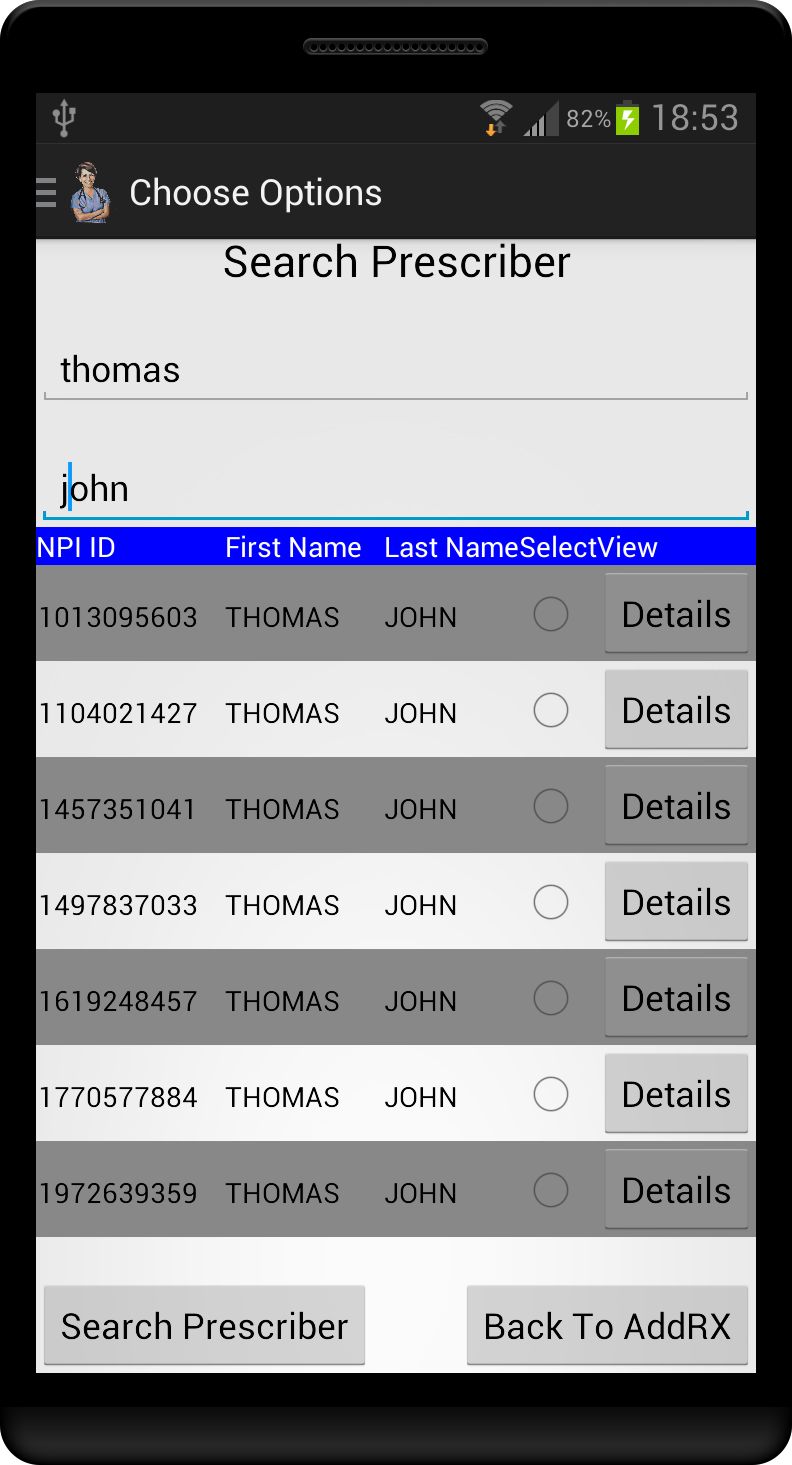 82% 18:53
Choose Options
Search Prescriber
thomas
john
NPI ID First Name Last Name Select View
1013095603 THOMAS JOHN Details
1104021427 THOMAS JOHN Details
1457351041 THOMAS JOHN Details
1497837033 THOMAS JOHN Details
1619248457 THOMAS JOHN Details
1770577884 THOMAS JOHN Details
1972639359 THOMAS JOHN Details
Search Prescriber Back To AddRX